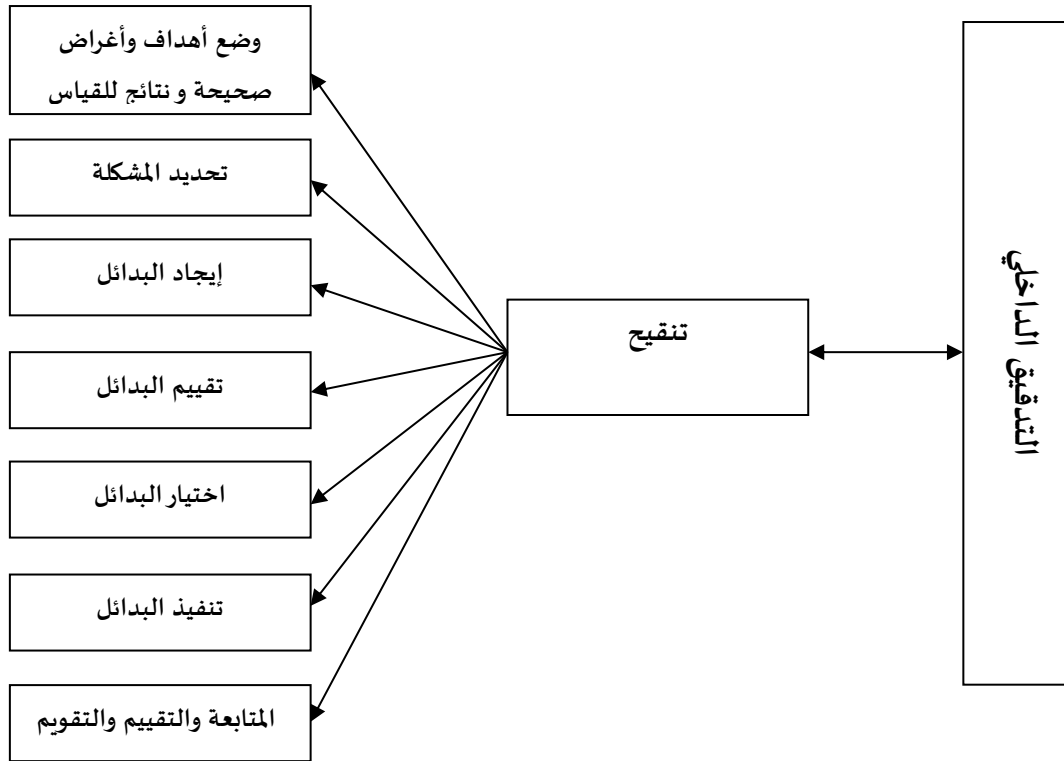 وضع أهداف وأغراض
صحيحة و نتائج للقياس
تحديد المشكلة
إيجاد البدائل
تقييم البدائل
اختيار البدائل
تنفيذ البدائل
المتابعة والتقييم والتقويم
تنقيح
التدقيق الداخلي